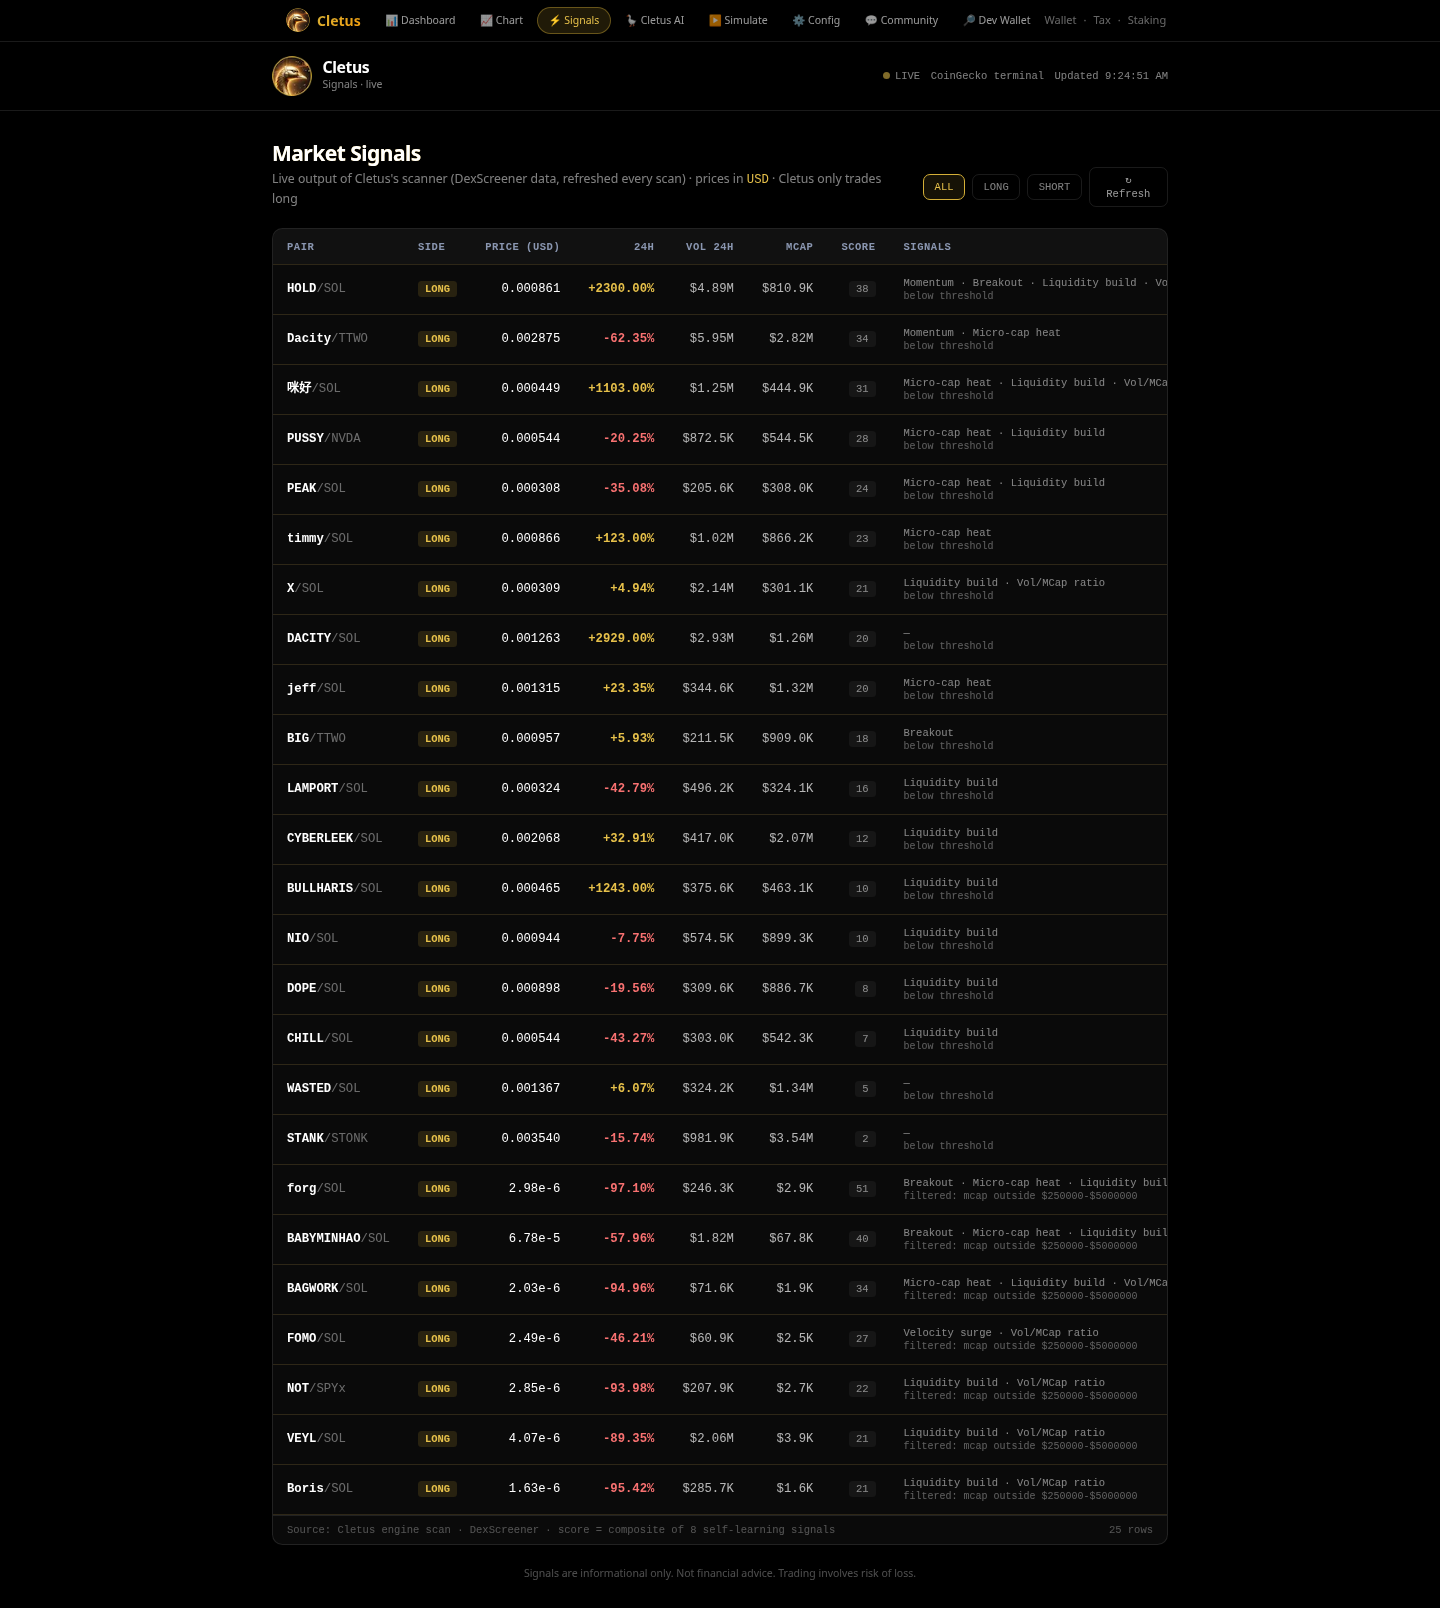 Cletus
📊 Dashboard
📈 Chart
⚡ Signals
🦤 Cletus AI
▶️ Simulate
⚙️ Config
💬 Community
🔎 Dev Wallet
Wallet · Tax · Staking
Cletus
Signals · live
LIVE CoinGecko terminal Updated 9:24:51 AM
Market Signals
Live output of Cletus's scanner (DexScreener data, refreshed every scan) · prices in USD · Cletus only trades
long
ALL LONG SHORT ↻
Refresh
PAIR SIDE PRICE (USD) 24H VOL 24H MCAP SCORE SIGNALS
HOLD/SOL LONG 0.000861 +2300.00% $4.89M $810.9K 38 Momentum · Breakout · Liquidity build · Vo
below threshold
Dacity/TTWO LONG 0.002875 -62.35% $5.95M $2.82M 34 Momentum · Micro-cap heat
below threshold
咪好/SOL LONG 0.000449 +1103.00% $1.25M $444.9K 31 Micro-cap heat · Liquidity build · Vol/MCa
below threshold
PUSSY/NVDA LONG 0.000544 -20.25% $872.5K $544.5K 28 Micro-cap heat · Liquidity build
below threshold
PEAK/SOL LONG 0.000308 -35.08% $205.6K $308.0K 24 Micro-cap heat · Liquidity build
below threshold
timmy/SOL LONG 0.000866 +123.00% $1.02M $866.2K 23 Micro-cap heat
below threshold
X/SOL LONG 0.000309 +4.94% $2.14M $301.1K 21 Liquidity build · Vol/MCap ratio
below threshold
DACITY/SOL LONG 0.001263 +2929.00% $2.93M $1.26M 20 —
below threshold
jeff/SOL LONG 0.001315 +23.35% $344.6K $1.32M 20 Micro-cap heat
below threshold
BIG/TTWO LONG 0.000957 +5.93% $211.5K $909.0K 18 Breakout
below threshold
LAMPORT/SOL LONG 0.000324 -42.79% $496.2K $324.1K 16 Liquidity build
below threshold
CYBERLEEK/SOL LONG 0.002068 +32.91% $417.0K $2.07M 12 Liquidity build
below threshold
BULLHARIS/SOL LONG 0.000465 +1243.00% $375.6K $463.1K 10 Liquidity build
below threshold
NIO/SOL LONG 0.000944 -7.75% $574.5K $899.3K 10 Liquidity build
below threshold
DOPE/SOL LONG 0.000898 -19.56% $309.6K $886.7K 8 Liquidity build
below threshold
CHILL/SOL LONG 0.000544 -43.27% $303.0K $542.3K 7 Liquidity build
below threshold
WASTED/SOL LONG 0.001367 +6.07% $324.2K $1.34M 5 —
below threshold
STANK/STONK LONG 0.003540 -15.74% $981.9K $3.54M 2 —
below threshold
forg/SOL LONG 2.98e-6 -97.10% $246.3K $2.9K 51 Breakout · Micro-cap heat · Liquidity buil
filtered: mcap outside $250000-$5000000
BABYMINHAO/SOL LONG 6.78e-5 -57.96% $1.82M $67.8K 40 Breakout · Micro-cap heat · Liquidity buil
filtered: mcap outside $250000-$5000000
BAGWORK/SOL LONG 2.03e-6 -94.96% $71.6K $1.9K 34 Micro-cap heat · Liquidity build · Vol/MCa
filtered: mcap outside $250000-$5000000
FOMO/SOL LONG 2.49e-6 -46.21% $60.9K $2.5K 27 Velocity surge · Vol/MCap ratio
filtered: mcap outside $250000-$5000000
NOT/SPYx LONG 2.85e-6 -93.98% $207.9K $2.7K 22 Liquidity build · Vol/MCap ratio
filtered: mcap outside $250000-$5000000
VEYL/SOL LONG 4.07e-6 -89.35% $2.06M $3.9K 21 Liquidity build · Vol/MCap ratio
filtered: mcap outside $250000-$5000000
Boris/SOL LONG 1.63e-6 -95.42% $285.7K $1.6K 21 Liquidity build · Vol/MCap ratio
filtered: mcap outside $250000-$5000000
Source: Cletus engine scan · DexScreener · score = composite of 8 self-learning signals 25 rows
Signals are informational only. Not financial advice. Trading involves risk of loss.